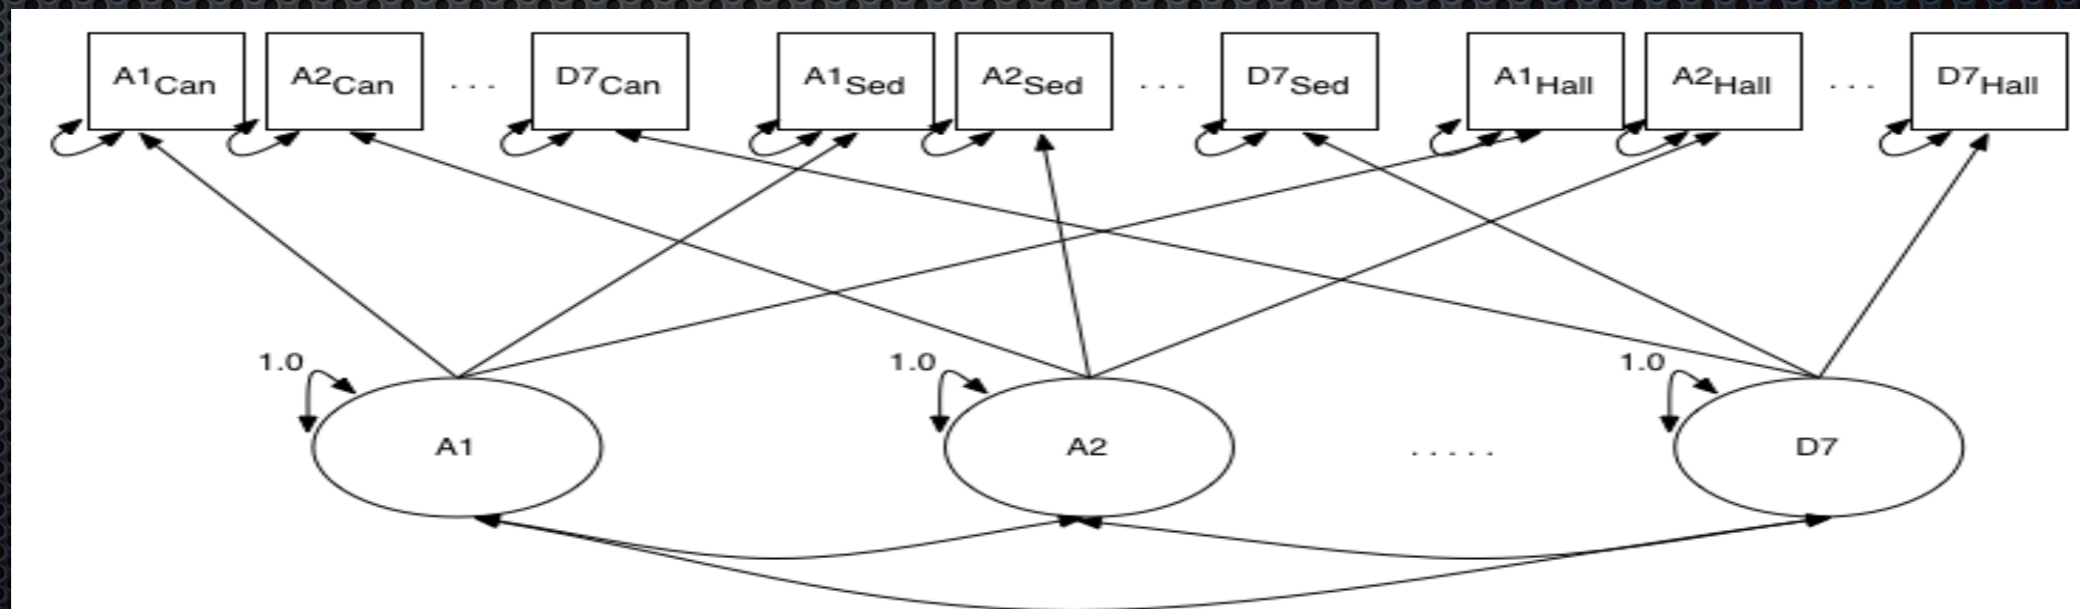 A1Can A2Can . . . D7Can A1Sed A2Sed . . . D7Sed A1Hall A2Hall . . . D7Hall
1.0 1.0 1.0
A1 A2 . . . . . D7